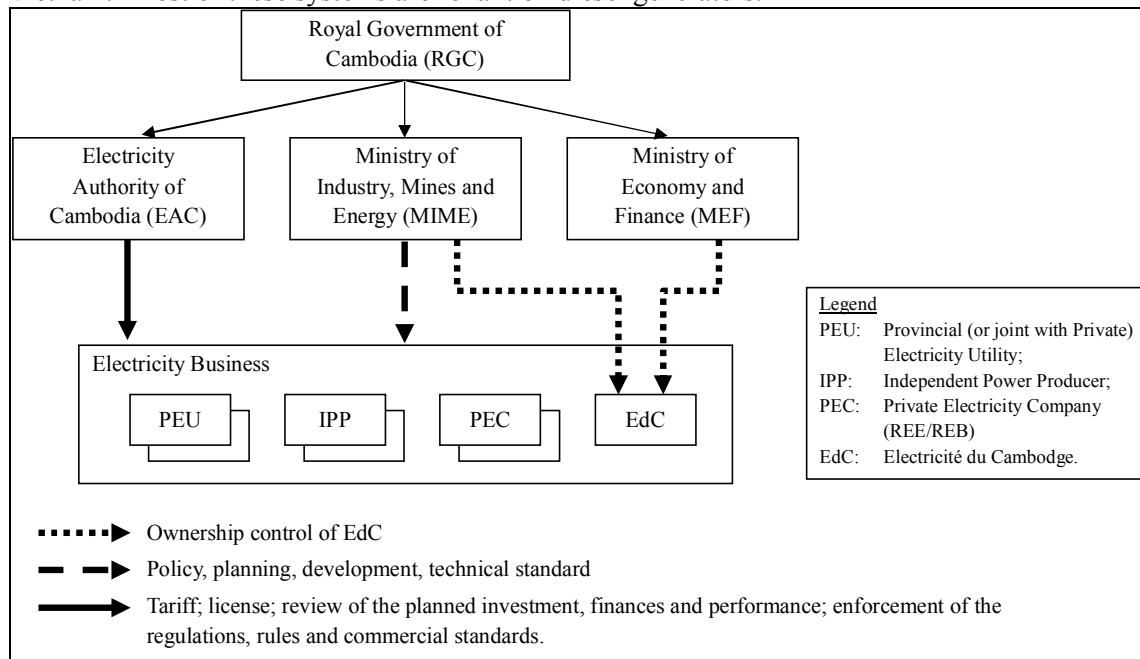 Royal Government of
Cambodia (RGC)
Electricity
Authority of
Cambodia (EAC)
Ministry of
Industry, Mines and
Energy (MIME)
Ministry of
Economy and
Finance (MEF)
Legend
PEU: Provincial (or joint with Private)
Electricity Utility;
IPP: Independent Power Producer;
PEC: Private Electricity Company
(REE/REB)
EdC: Electricité du Cambodge.
Electricity Business
PEU
IPP
PEC
EdC
Ownership control of EdC
Policy, planning, development, technical standard
Tariff; license; review of the planned investment, finances and performance; enforcement of the
regulations, rules and commercial standards.